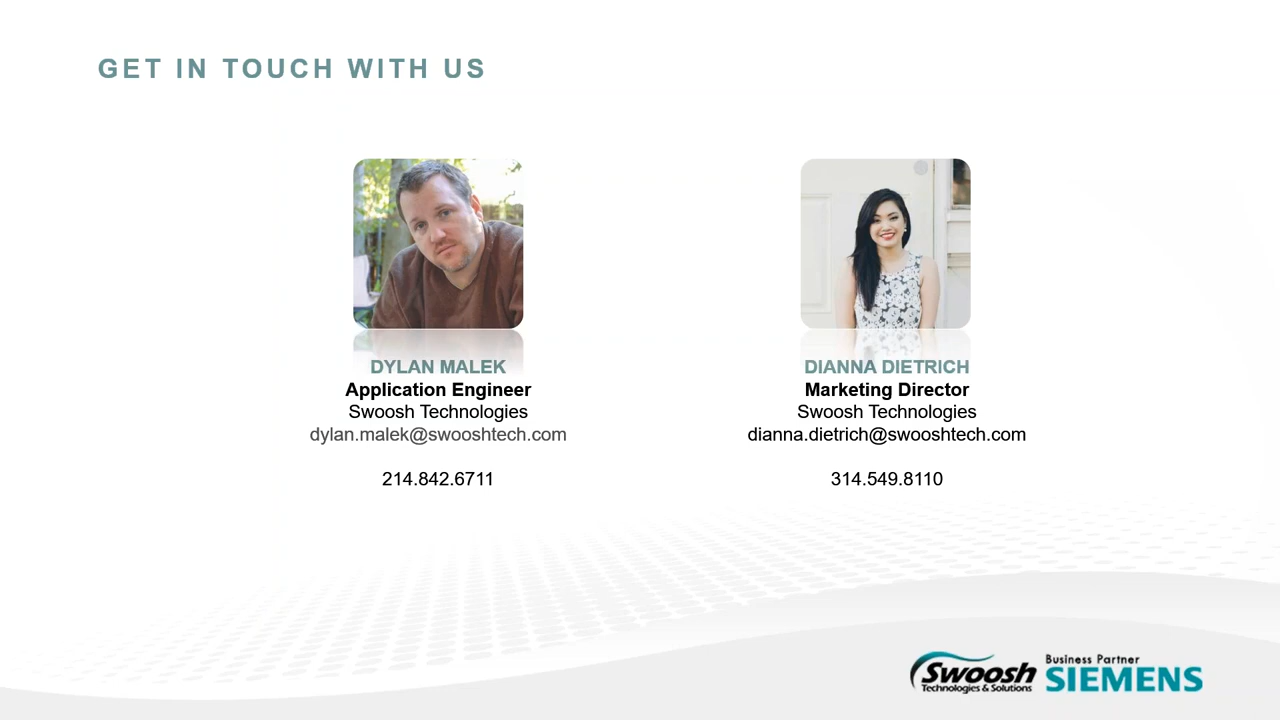 GET IN TOUCH WITH US
DYLAN MALEK
Application Engineer
Swoosh Technologies
dylan.malek@swooshtech.com
214.842.6711
DIANNA DIETRICH
Marketing Director
Swoosh Technologies
dianna.dietrich@swooshtech.com
314.549.8110
Swoosh
Technologies & Solutions
Business Partner
SIEMENS